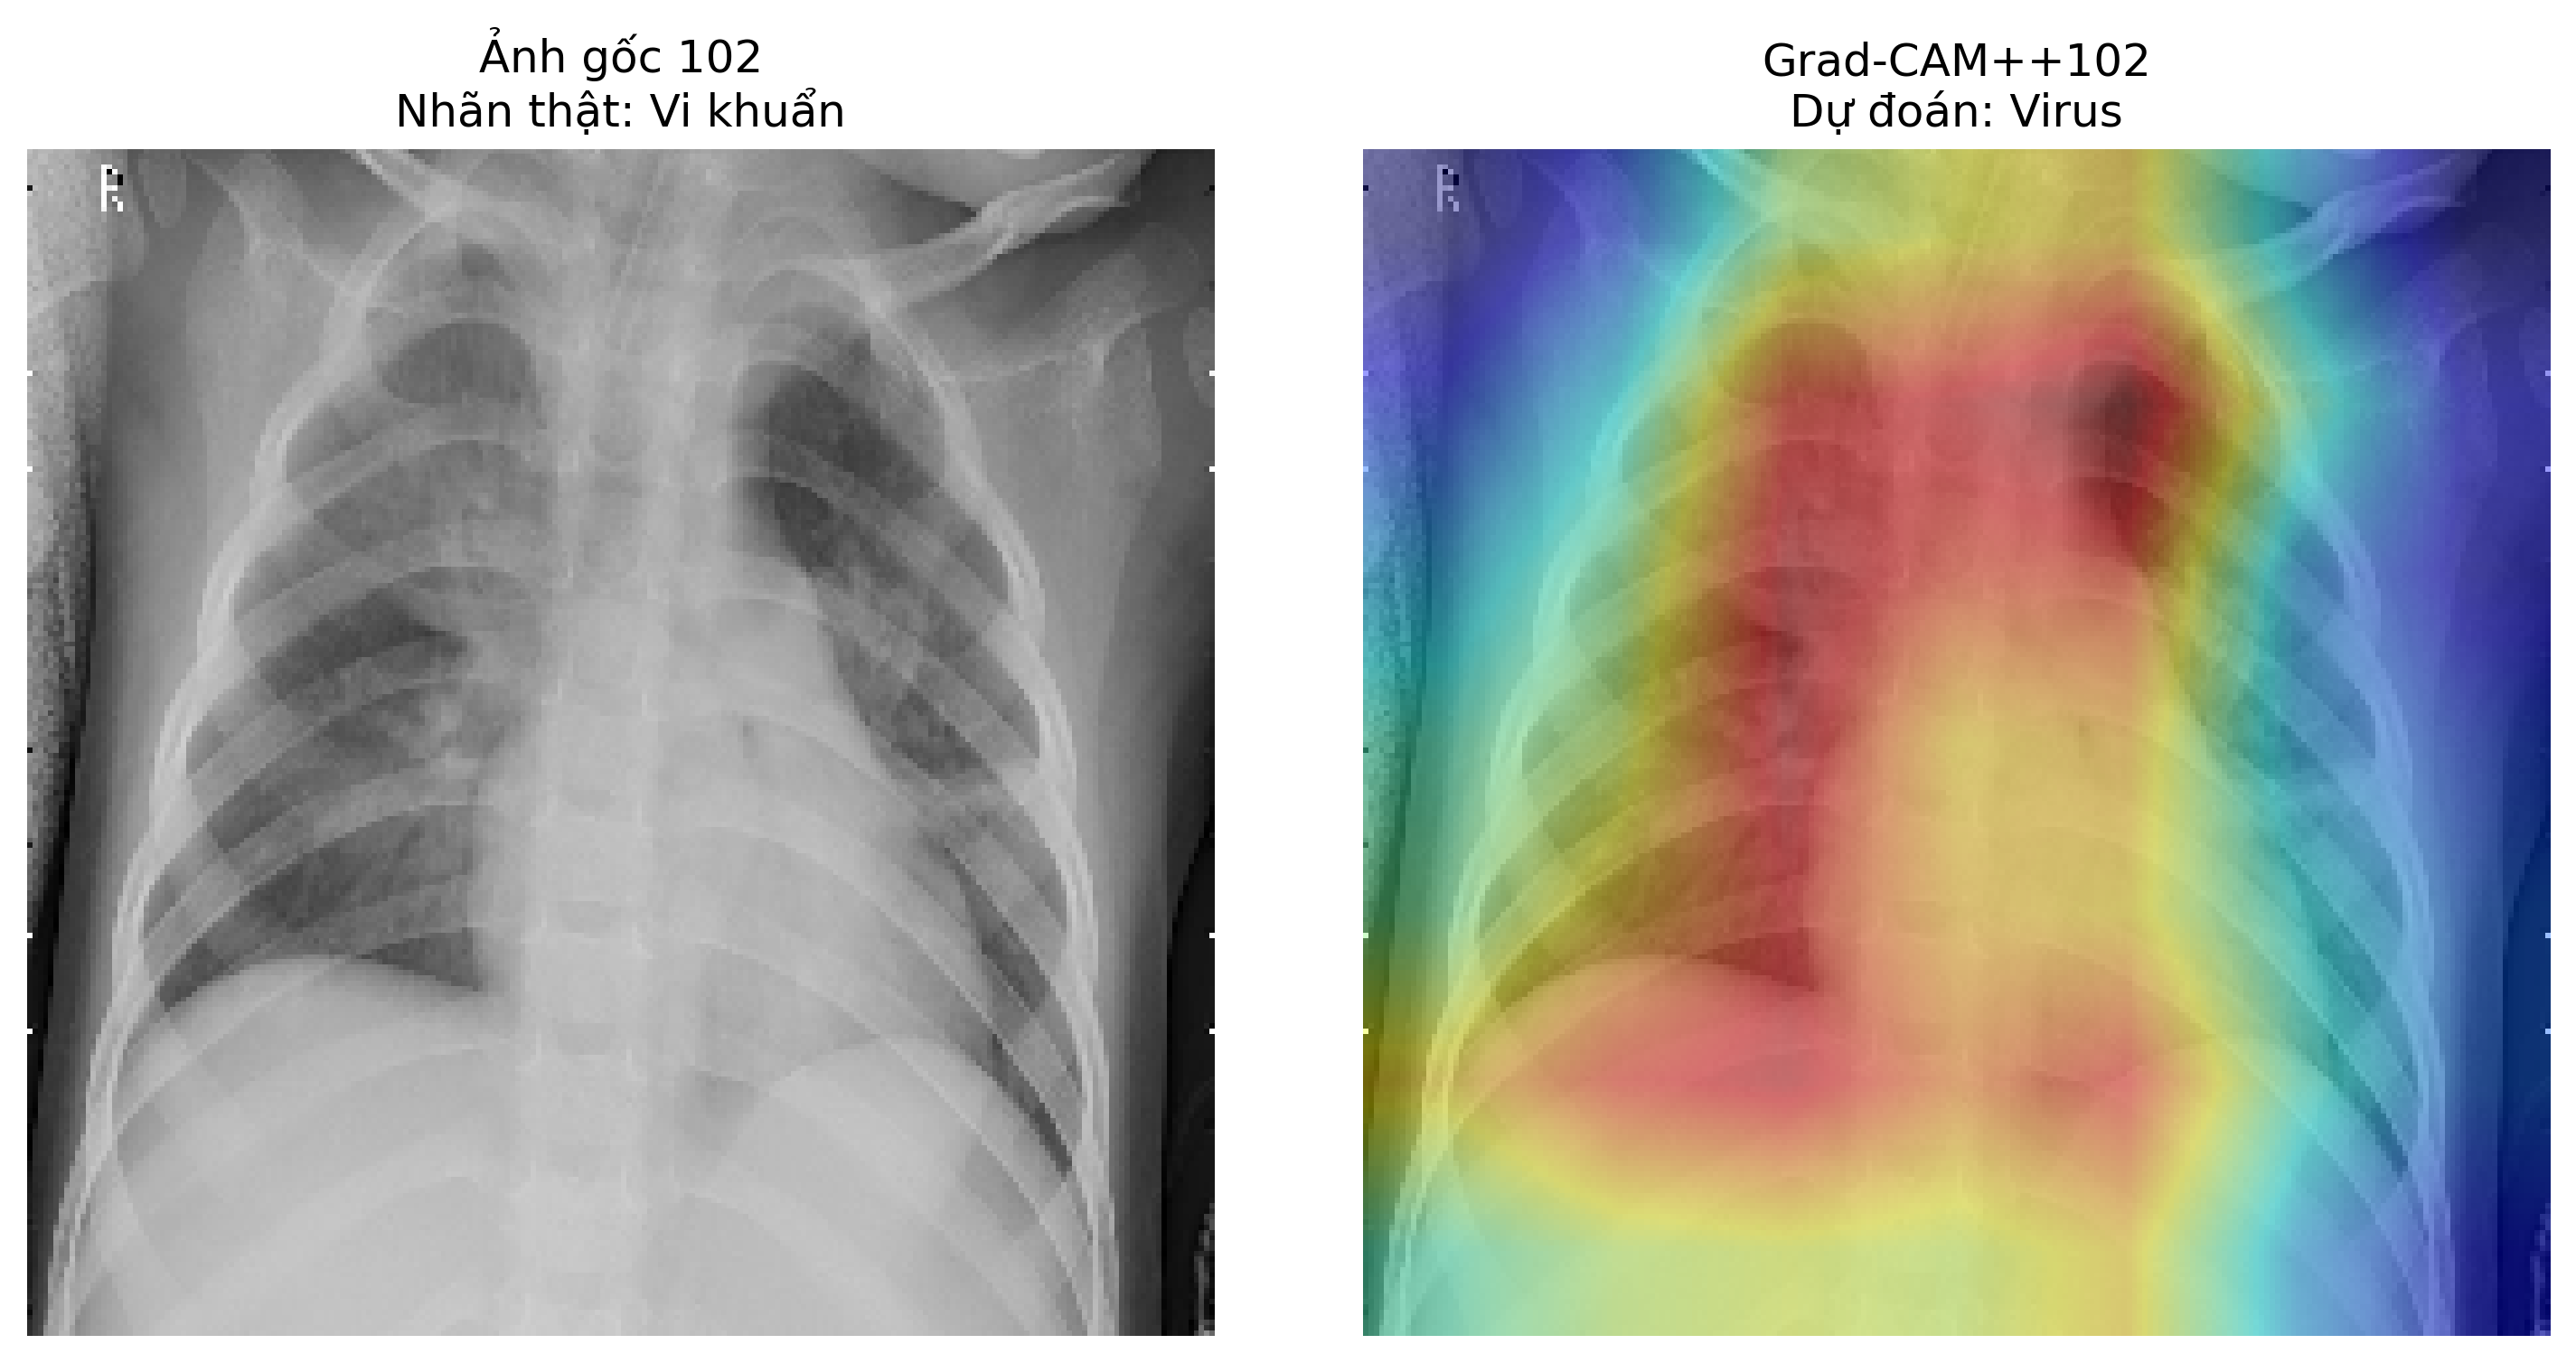 Ảnh gốc 102
Nhãn thật: Vi khuẩn
R
Grad-CAM++102
Dự đoán: Virus
R